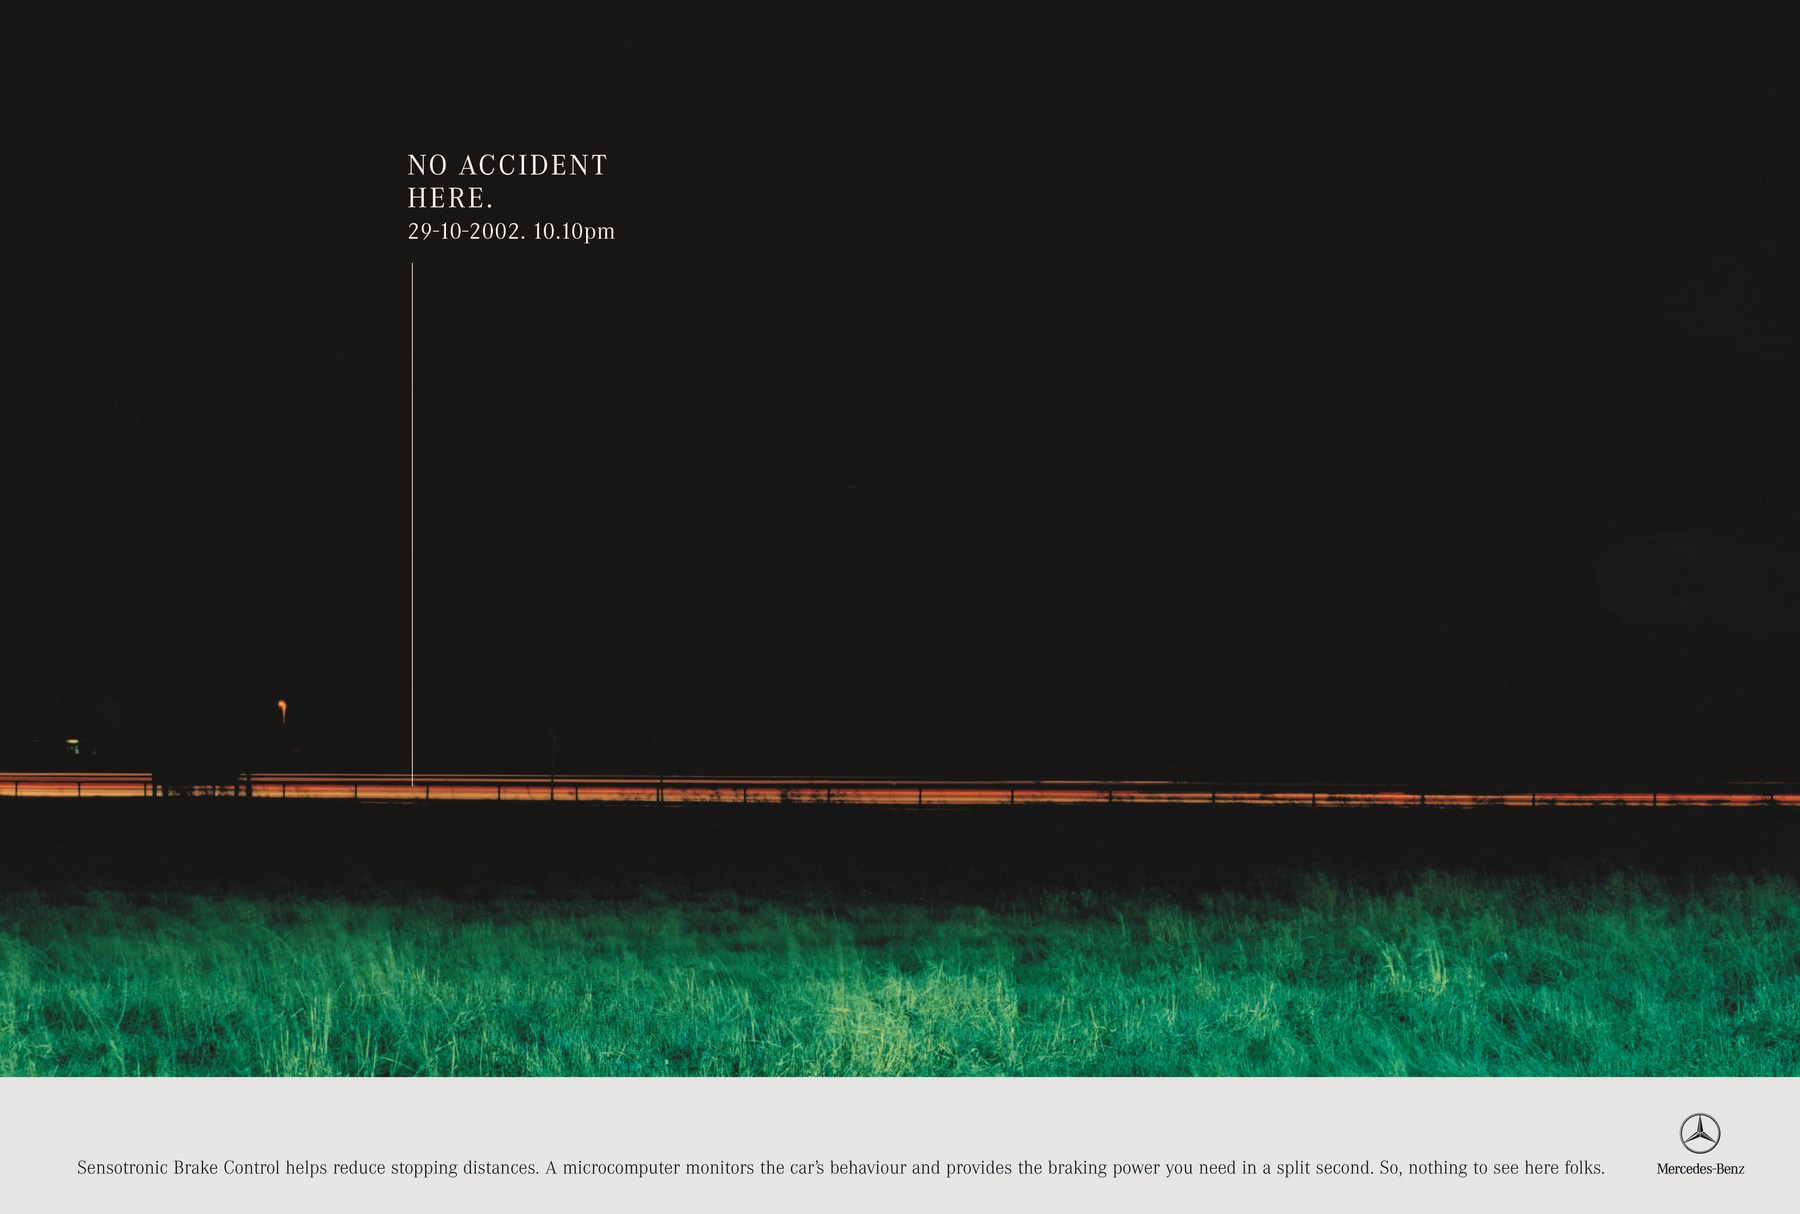 NO ACCIDENT
HERE.
29-10-2002. 10.10pm
Sensotronic Brake Control helps reduce stopping distances. A microcomputer monitors the car’s behaviour and provides the braking power you need in a split second. So, nothing to see here folks.
Mercedes-Benz